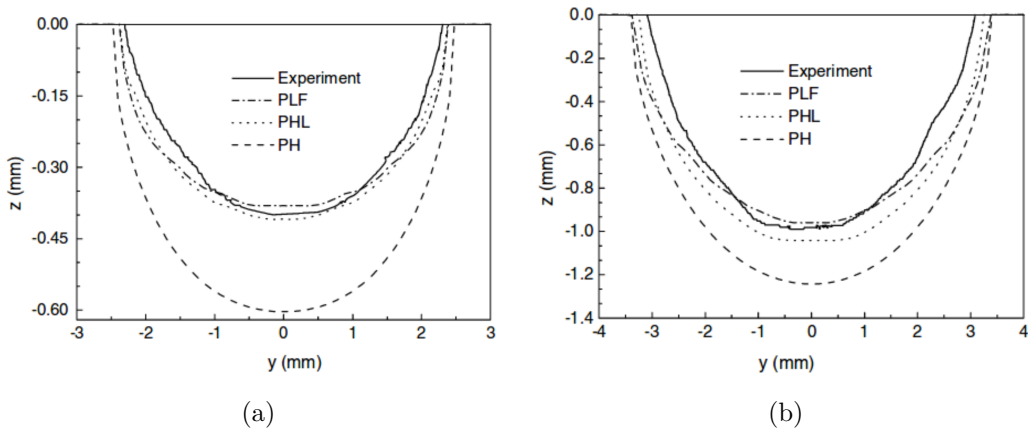 0.00
-0.15
-0.30
-0.45
-0.60
z (mm)
Experiment
PLF
PHL
PH
-3 -2 -1 0 1 2 3
y (mm)
(a)
0.0
-0.2
-0.4
-0.6
-0.8
-1.0
-1.2
-1.4
z (mm)
Experiment
PLF
PHL
PH
-4 -3 -2 -1 0 1 2 3 4
y (mm)
(b)